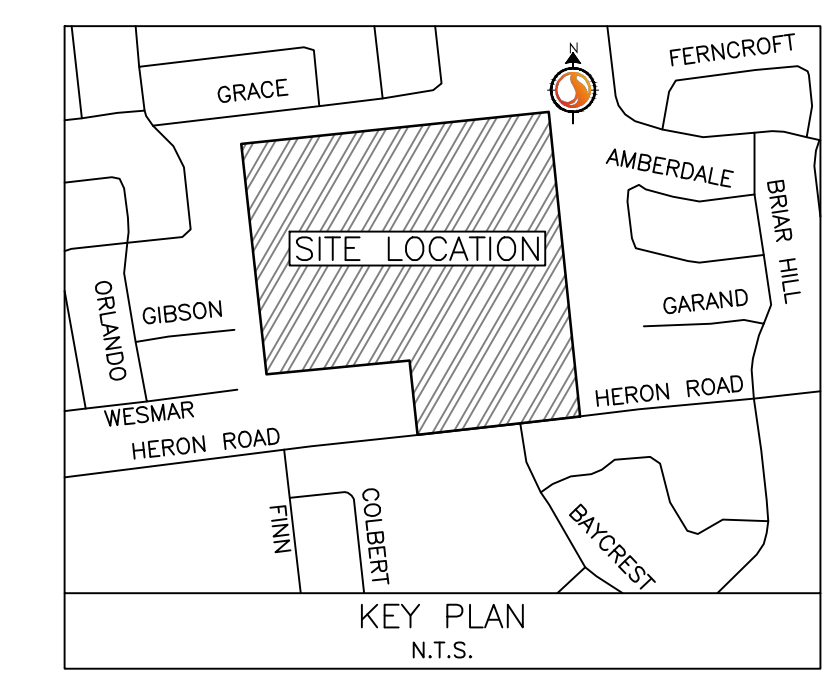 N
FERNCROFT
GRACE
AMBERDALE
BRIAR HILL
SITE LOCATION
ORLANDO
GIBSON
GARAND
HERON ROAD
WESMAR
HERON ROAD
FINN
COLBERT
BAYCREST
KEY PLAN
N.T.S.